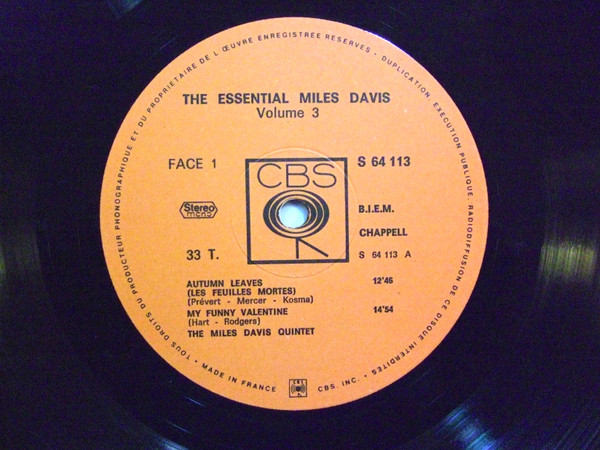 TOUS DROITS DU PRODUCTEUR PHONOGRAPHIQUE ET DU PROPRIETAIRE DE L'ŒUVRE ENREGISTREE RESERVES - DUPLICATION, EXECUTION PUBLIQUE, RADIODIFFUSION DE CE DISQUE INTERDITES
THE ESSENTIAL MILES DAVIS
Volume 3
FACE 1
S 64 113
CBS
Stereo
mono
B.I.E.M.
CHAPPELL
33 T.
S 64 113 A
AUTUMN LEAVES 12'46
(LES FEUILLES MORTES)
(Prévert - Mercer - Kosma)
MY FUNNY VALENTINE 14'54
(Hart - Rodgers)
THE MILES DAVIS QUINTET
• MADE IN FRANCE CBS CBS. INC. •